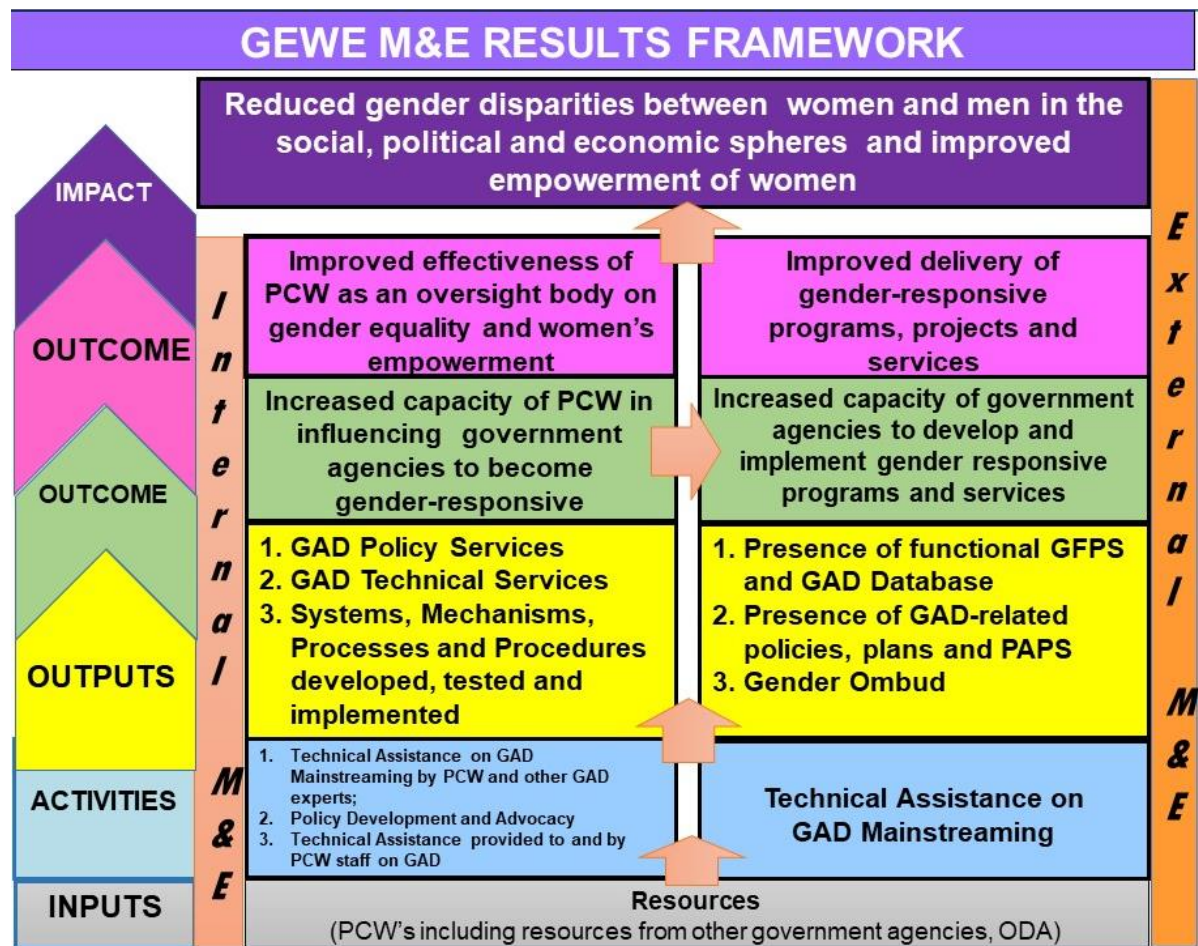 GEWE M&E RESULTS FRAMEWORK
Reduced gender disparities between women and men in the
social, political and economic spheres and improved
empowerment of women
IMPACT
OUTCOME
OUTCOME
OUTPUTS
ACTIVITIES
INPUTS
Internal M&E
Improved effectiveness of
PCW as an oversight body on
gender equality and women's
empowerment
Improved delivery of
gender-responsive
programs, projects and
services
Increased capacity of PCW in
influencing government
agencies to become
gender-responsive
Increased capacity of government
agencies to develop and
implement gender responsive
programs and services
1. GAD Policy Services
2. GAD Technical Services
3. Systems, Mechanisms,
Processes and Procedures
developed, tested and
implemented
1. Presence of functional GFPS
and GAD Database
2. Presence of GAD-related
policies, plans and PAPS
3. Gender Ombud
1. Technical Assistance on GAD
Mainstreaming by PCW and other GAD
experts;
2. Policy Development and Advocacy
3. Technical Assistance provided to and by
PCW staff on GAD
Technical Assistance on
GAD Mainstreaming
Resources
(PCW's including resources from other government agencies, ODA)
External M&E